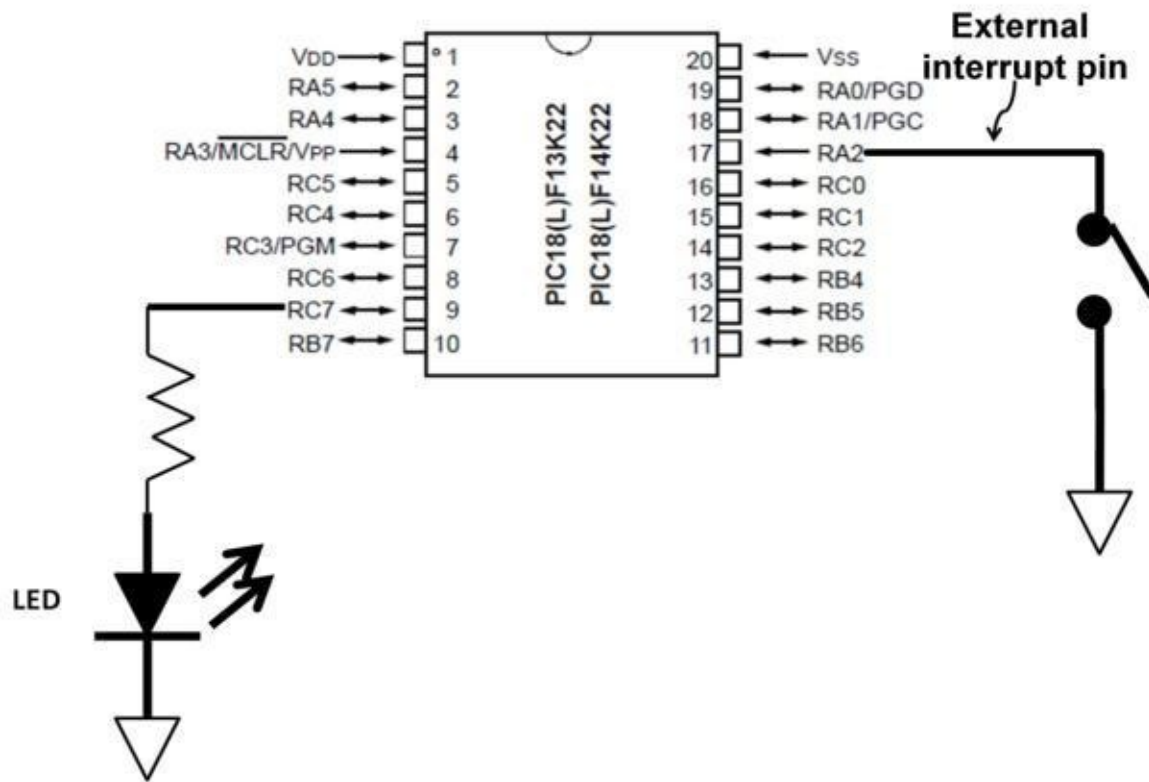 External
interrupt pin
VDD 1
RA5 2
RA4 3
RA3/MCLR/VPP 4
RC5 5
RC4 6
RC3/PGM 7
RC6 8
RC7 9
RB7 10
PIC18(L)F13K22
PIC18(L)F14K22
20 VSS
19 RA0/PGD
18 RA1/PGC
17 RA2
16 RC0
15 RC1
14 RC2
13 RB4
12 RB5
11 RB6
LED